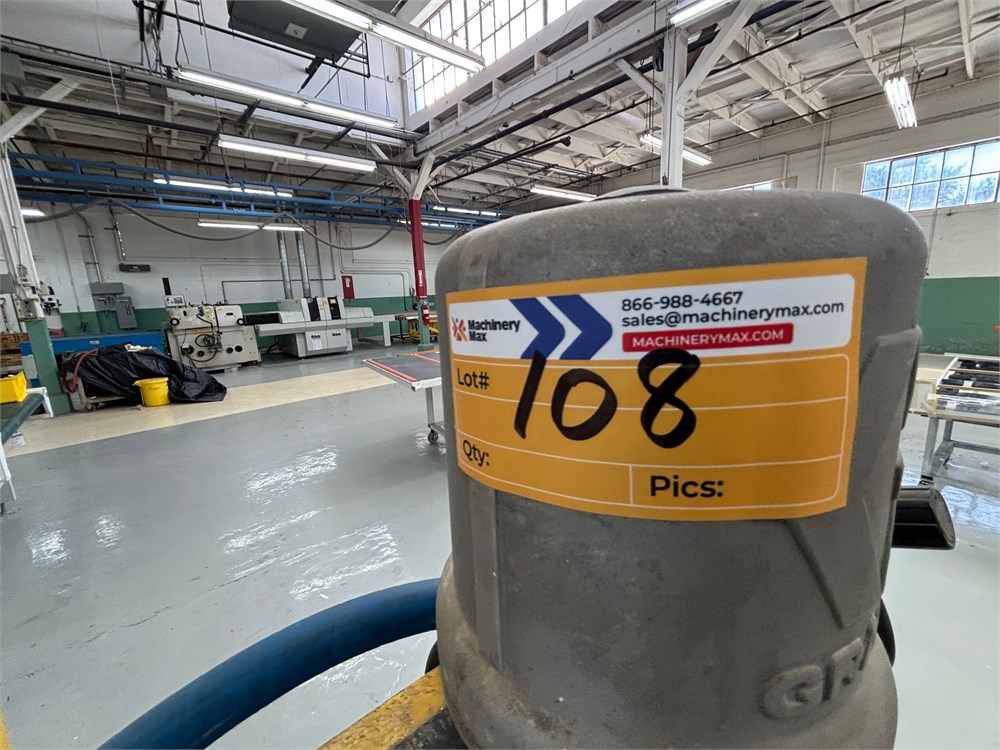 Machinery
Max
866-988-4667
sales@machinerymax.com
MACHINERYMAX.COM
Lot# 108
Qty:
Pics: